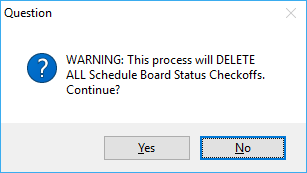 Question
WARNING: This process will DELETE
ALL Schedule Board Status Checkoffs.
Continue?
Yes
No